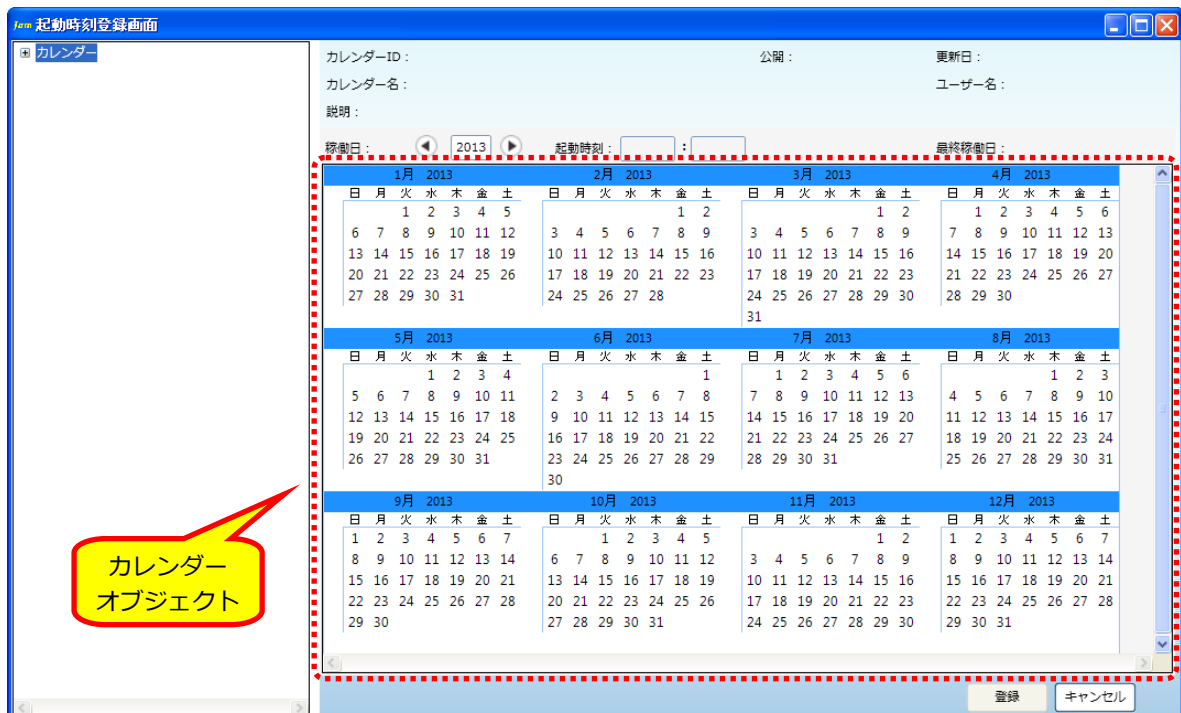 Jam 起動時刻登録画面
カレンダー
カレンダーID： 公開： 更新日：
カレンダー名： ユーザー名：
説明：
稼働日： 2013 起動時刻： : 最終稼働日：
1月 2013 2月 2013 3月 2013 4月 2013
日 月 火 水 木 金 土 日 月 火 水 木 金 土 日 月 火 水 木 金 土 日 月 火 水 木 金 土
1 2 3 4 5 1 2 1 2 1 2 3 4 5 6
6 7 8 9 10 11 12 3 4 5 6 7 8 9 3 4 5 6 7 8 9 7 8 9 10 11 12 13
13 14 15 16 17 18 19 10 11 12 13 14 15 16 10 11 12 13 14 15 16 14 15 16 17 18 19 20
20 21 22 23 24 25 26 17 18 19 20 21 22 23 17 18 19 20 21 22 23 21 22 23 24 25 26 27
27 28 29 30 31 24 25 26 27 28 24 25 26 27 28 29 30 28 29 30
31
5月 2013 6月 2013 7月 2013 8月 2013
日 月 火 水 木 金 土 日 月 火 水 木 金 土 日 月 火 水 木 金 土 日 月 火 水 木 金 土
1 2 3 4 1 1 2 3 4 5 6 1 2 3
5 6 7 8 9 10 11 2 3 4 5 6 7 8 7 8 9 10 11 12 13 4 5 6 7 8 9 10
12 13 14 15 16 17 18 9 10 11 12 13 14 15 14 15 16 17 18 19 20 11 12 13 14 15 16 17
19 20 21 22 23 24 25 16 17 18 19 20 21 22 21 22 23 24 25 26 27 18 19 20 21 22 23 24
26 27 28 29 30 31 23 24 25 26 27 28 29 28 29 30 31 25 26 27 28 29 30 31
30
9月 2013 10月 2013 11月 2013 12月 2013
日 月 火 水 木 金 土 日 月 火 水 木 金 土 日 月 火 水 木 金 土 日 月 火 水 木 金 土
1 2 3 4 5 6 7 1 2 3 4 5 1 2 1 2 3 4 5 6 7
8 9 10 11 12 13 14 6 7 8 9 10 11 12 3 4 5 6 7 8 9 8 9 10 11 12 13 14
15 16 17 18 19 20 21 13 14 15 16 17 18 19 10 11 12 13 14 15 16 15 16 17 18 19 20 21
22 23 24 25 26 27 28 20 21 22 23 24 25 26 17 18 19 20 21 22 23 22 23 24 25 26 27 28
29 30 27 28 29 30 31 24 25 26 27 28 29 30 29 30 31
カレンダー
オブジェクト
登録 キャンセル